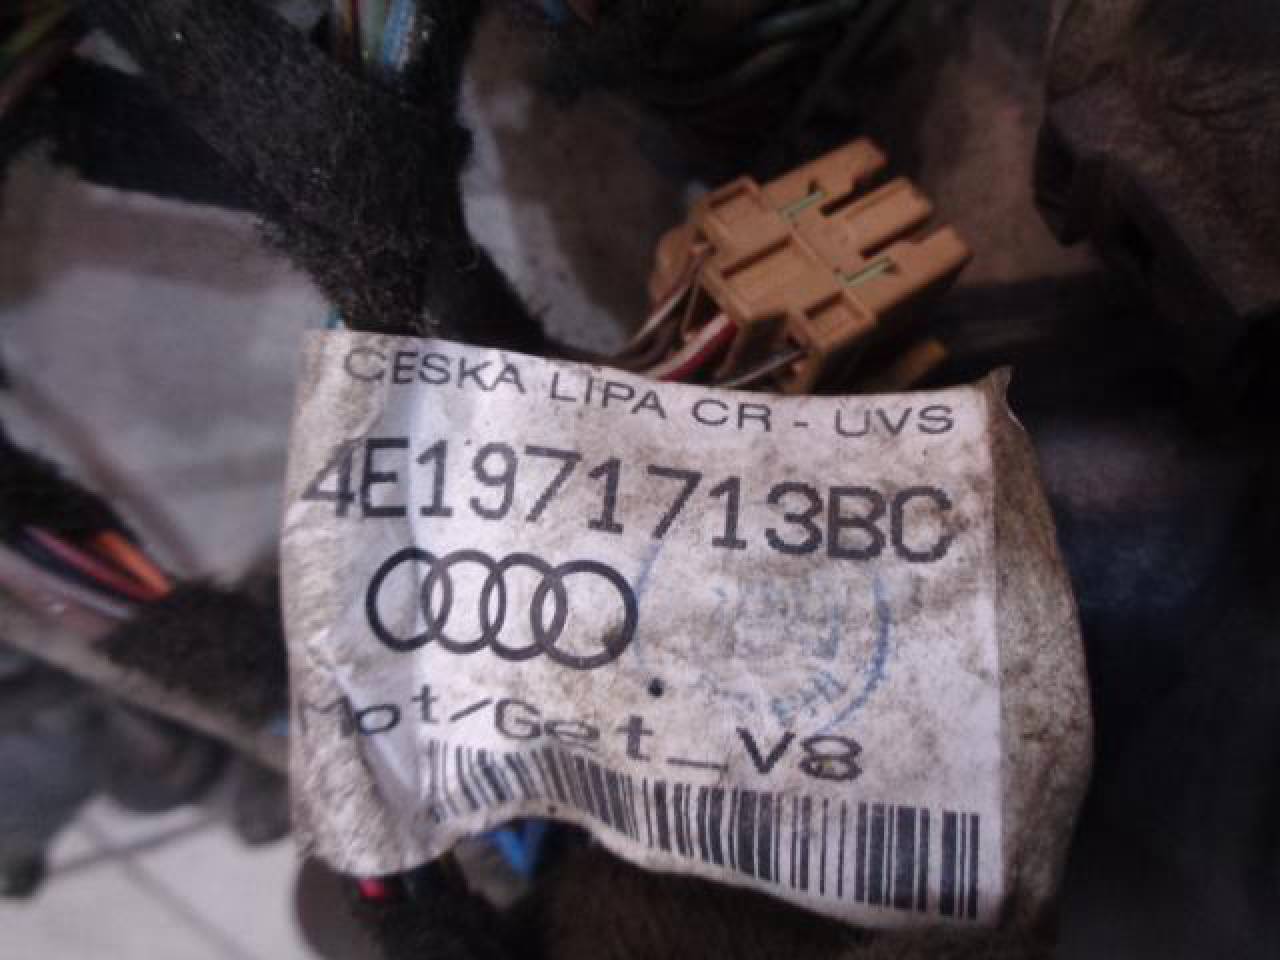 CESKA LIPA CR - UVS
4E1971713BC
Mot/Get_V8